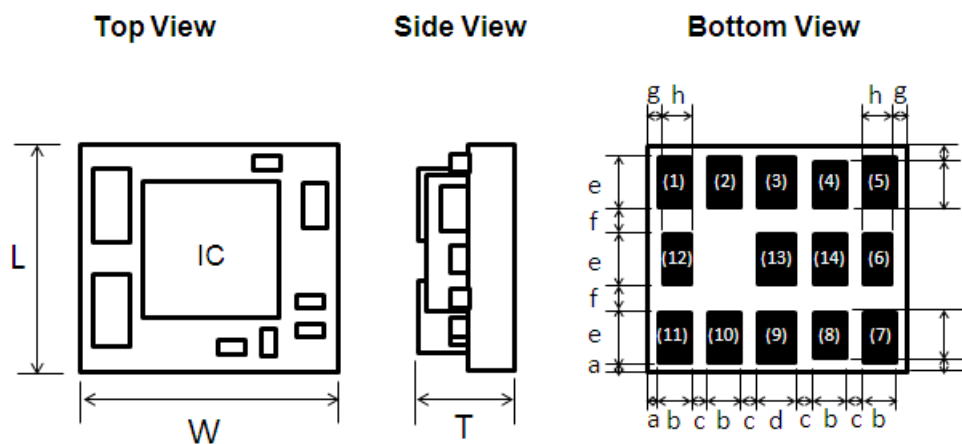 Top View
Side View
Bottom View
g h h g
L
IC
e
f
e
f
e
a
(1) (2) (3) (4) (5)
(12) (13) (14) (6)
(11) (10) (9) (8) (7)
a b c b c d c b c b
W
T